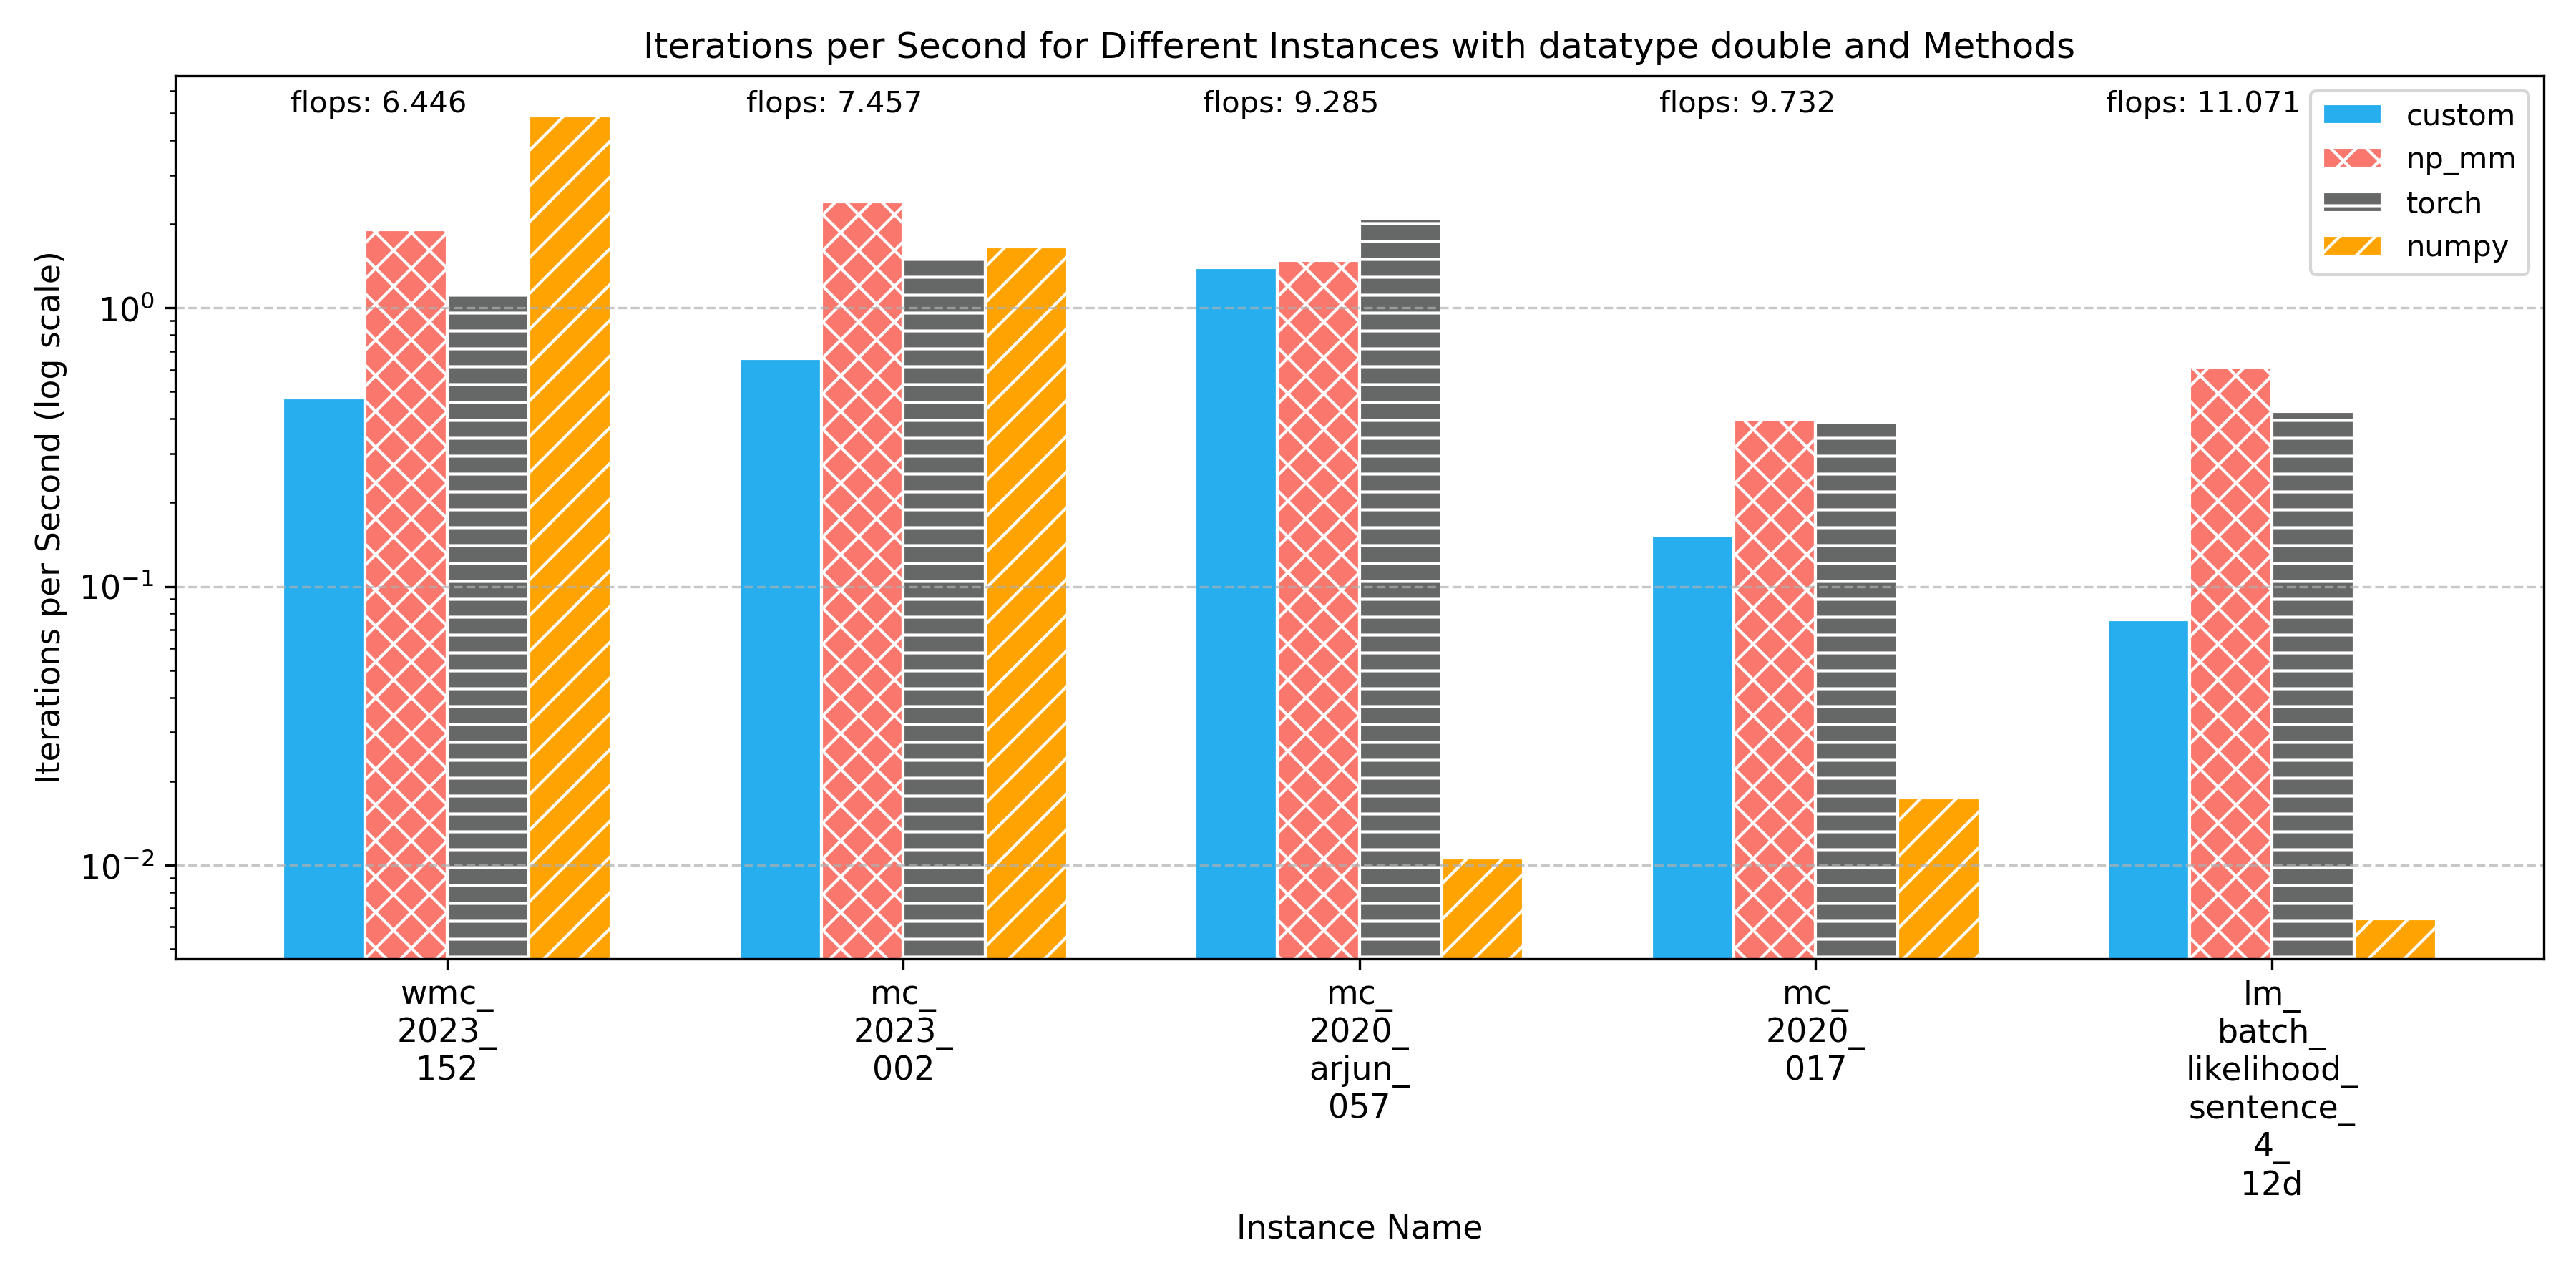 Iterations per Second for Different Instances with datatype double and Methods
flops: 6.446
flops: 7.457
flops: 9.285
flops: 9.732
flops: 11.071
custom
np_mm
torch
numpy
Iterations per Second (log scale)
10⁰
10⁻¹
10⁻²
wmc_
2023_
152
mc_
2023_
002
mc_
2020_
arjun_
057
mc_
2020_
017
lm_
batch_
likelihood_
sentence_
4_
12d
Instance Name